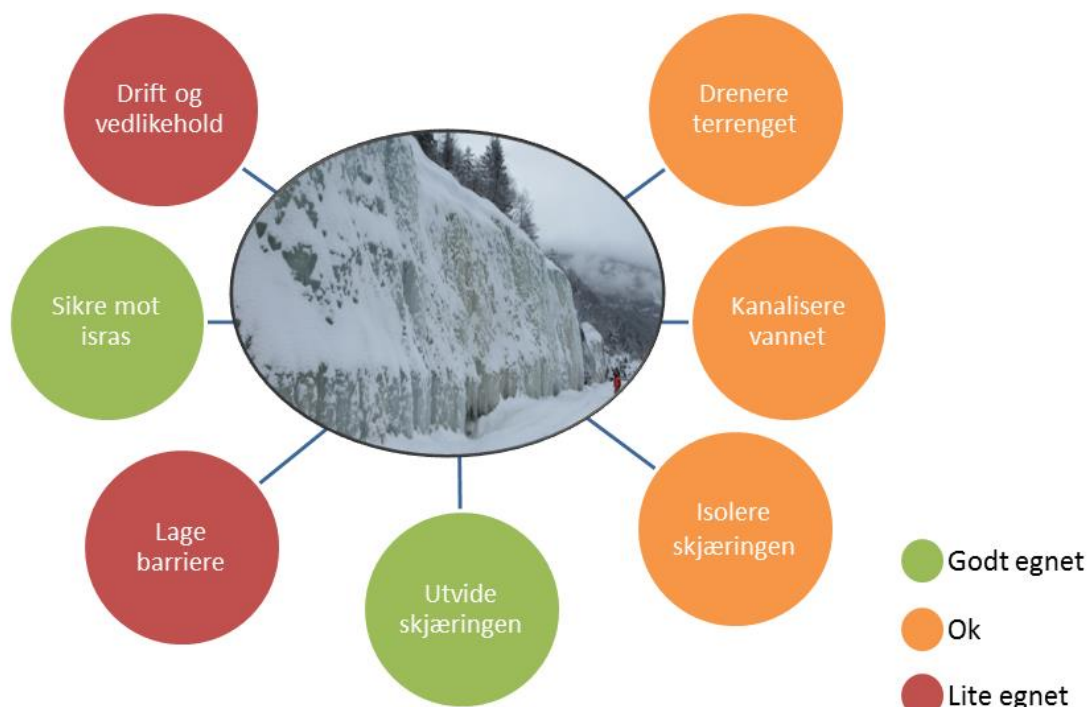 Drift og
vedlikehold
Drenere
terrenget
Sikre mot
isras
Kanalisere
vannet
Lage
barriere
Utvide
skjæringen
Isolere
skjæringen
Godt egnet
Ok
Lite egnet